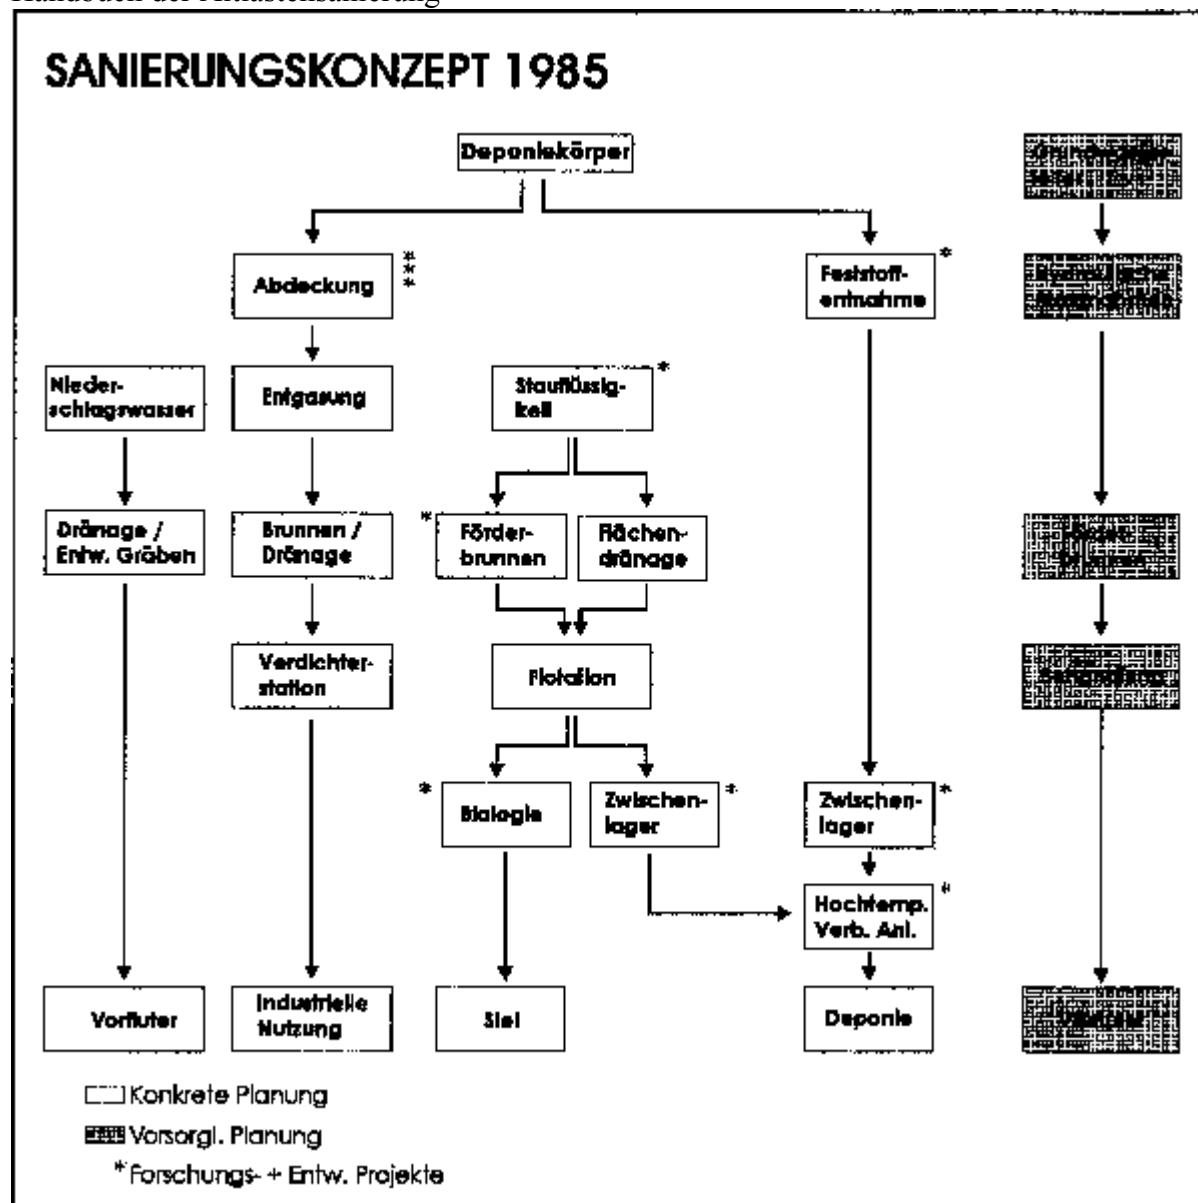 Handbuch der Altlastensanierung
SANIERUNGSKONZEPT 1985
Deponiekörper
Abdeckung
***
Feststoff-
entnahme
*
Nieder-
schlagswasser
Entgasung
Stauflüssig-
keit
*
Dränage /
Entw. Gräben
Brunnen /
Dränage
*
Förder-
brunnen
Flächen-
dränage
Verdichter-
station
Flotation
*
Biologie
Zwischen-
lager
*
Zwischen-
lager
*
Hochtemp.
Verb. Anl.
*
Vorfluter
Industrielle
Nutzung
Siel
Deponie
Konkrete Planung
Vorsorgl. Planung
* Forschungs- + Entw. Projekte